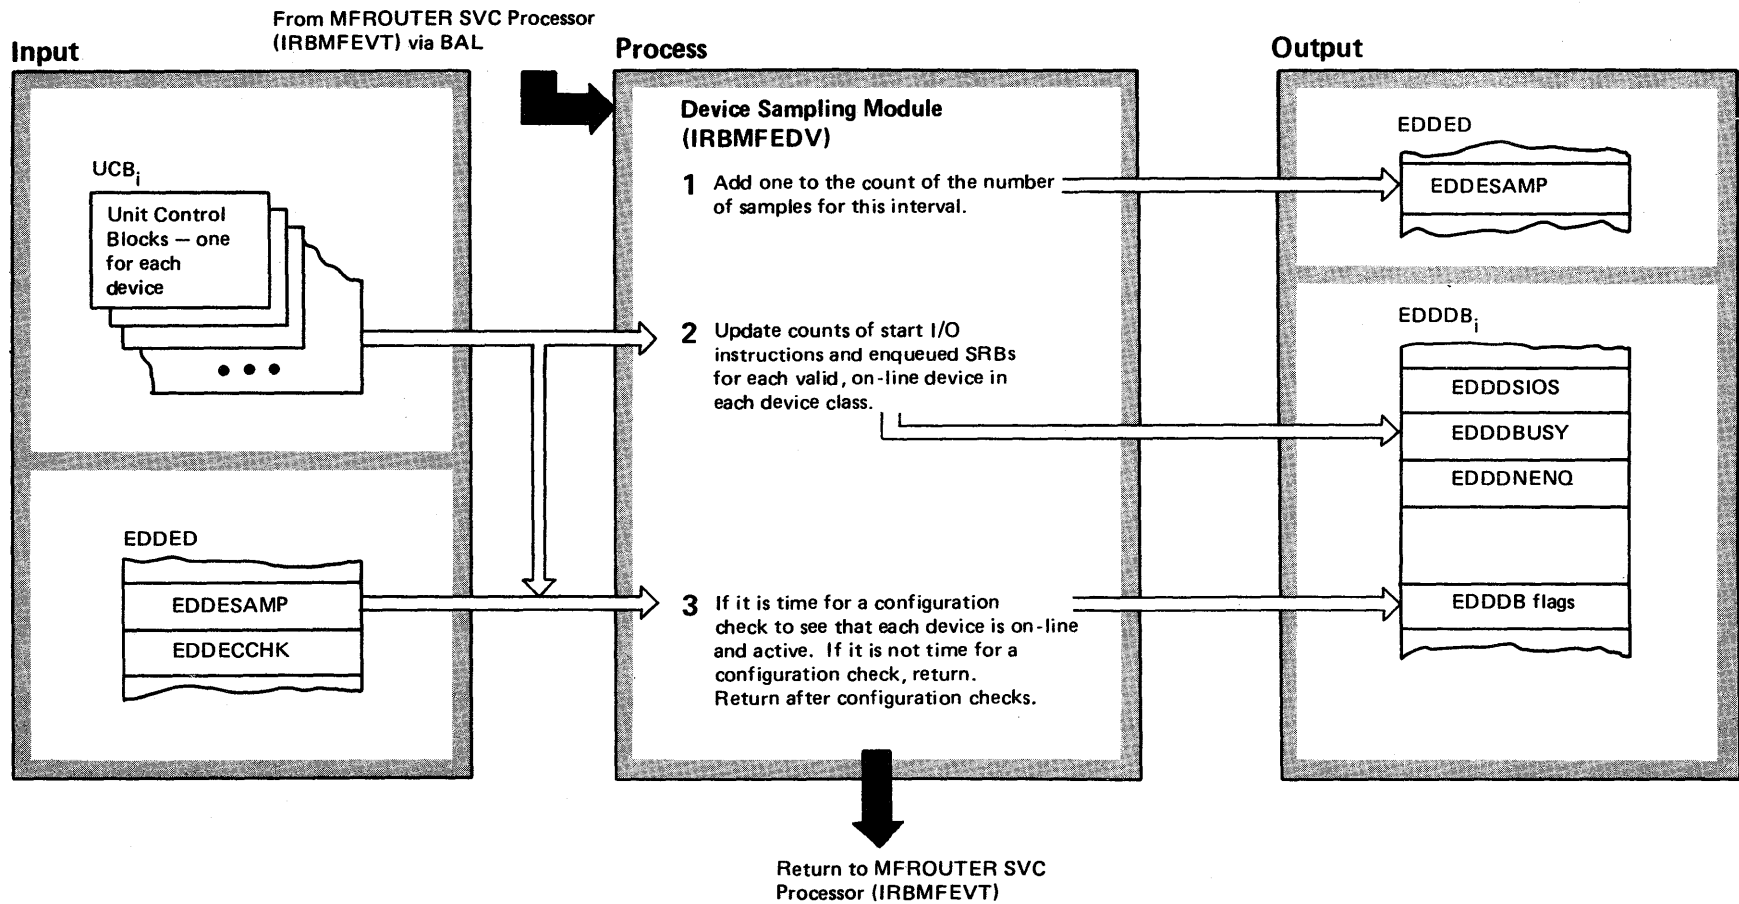 From MFROUTER SVC Processor
(IRBMFEVT) via BAL
Input
Process
Output
UCBi
Unit Control
Blocks — one
for each
device
• • •
EDDED
EDDESAMP
EDDECCHK
Device Sampling Module
(IRBMFEDV)
1 Add one to the count of the number
of samples for this interval.
2 Update counts of start I/O
instructions and enqueued SRBs
for each valid, on-line device in
each device class.
3 If it is time for a configuration
check to see that each device is on-line
and active. If it is not time for a
configuration check, return.
Return after configuration checks.
EDDED
EDDESAMP
EDDDBi
EDDDSIOS
EDDDBUSY
EDDDNENQ
EDDDB flags
Return to MFROUTER SVC
Processor (IRBMFEVT)